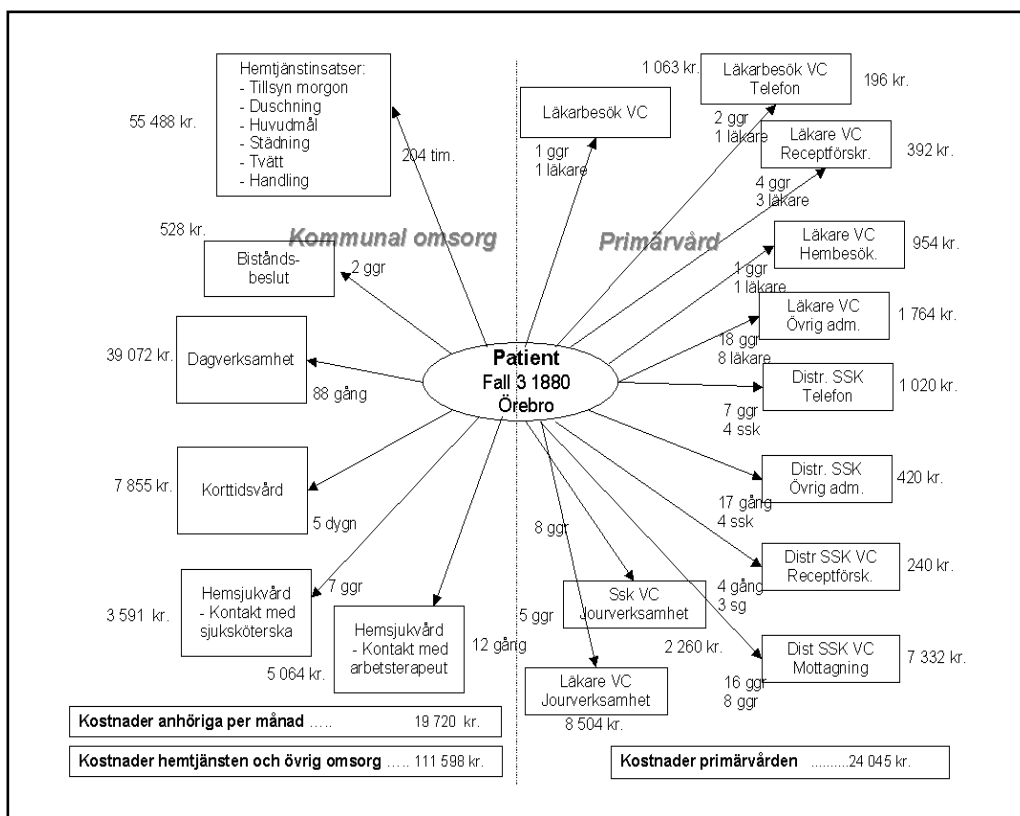 Hemtjänstinsatser:
- Tillsyn morgon
- Duschning
- Huvudmål
- Städning
- Tvätt
- Handling
55 488 kr.
204 tim.
Kommunal omsorg
528 kr.
Bistånds-
beslut
2 ggr
39 072 kr.
Dagverksamhet
88 gång
7 855 kr.
Korttidsvård
5 dygn
3 591 kr.
Hemsjukvård
- Kontakt med
sjuksköterska
7 ggr
5 064 kr.
Hemsjukvård
- Kontakt med
arbetsterapeut
12 gång
Patient
Fall 3 1880
Örebro
Primärvård
Läkarbesök VC
1 063 kr.
1 ggr
1 läkare
Läkarbesök VC
Telefon
196 kr.
2 ggr
1 läkare
Läkare VC
Receptförskr.
392 kr.
4 ggr
3 läkare
Läkare VC
Hembesök.
954 kr.
1 ggr
1 läkare
Läkare VC
Övrig adm.
1 764 kr.
18 ggr
8 läkare
Distr. SSK
Telefon
1 020 kr.
7 ggr
4 ssk
Distr. SSK
Övrig adm.
420 kr.
17 gång
4 ssk
Distr SSK VC
Receptförsk.
240 kr.
4 gång
3 sg
Dist SSK VC
Mottagning
7 332 kr.
16 ggr
8 ggr
8 ggr
Ssk VC
Jourverksamhet
2 260 kr.
5 ggr
Läkare VC
Jourverksamhet
8 504 kr.
Kostnader anhöriga per månad ..... 19 720 kr.
Kostnader hemtjänsten och övrig omsorg ..... 111 598 kr.
Kostnader primärvården ..........24 045 kr.